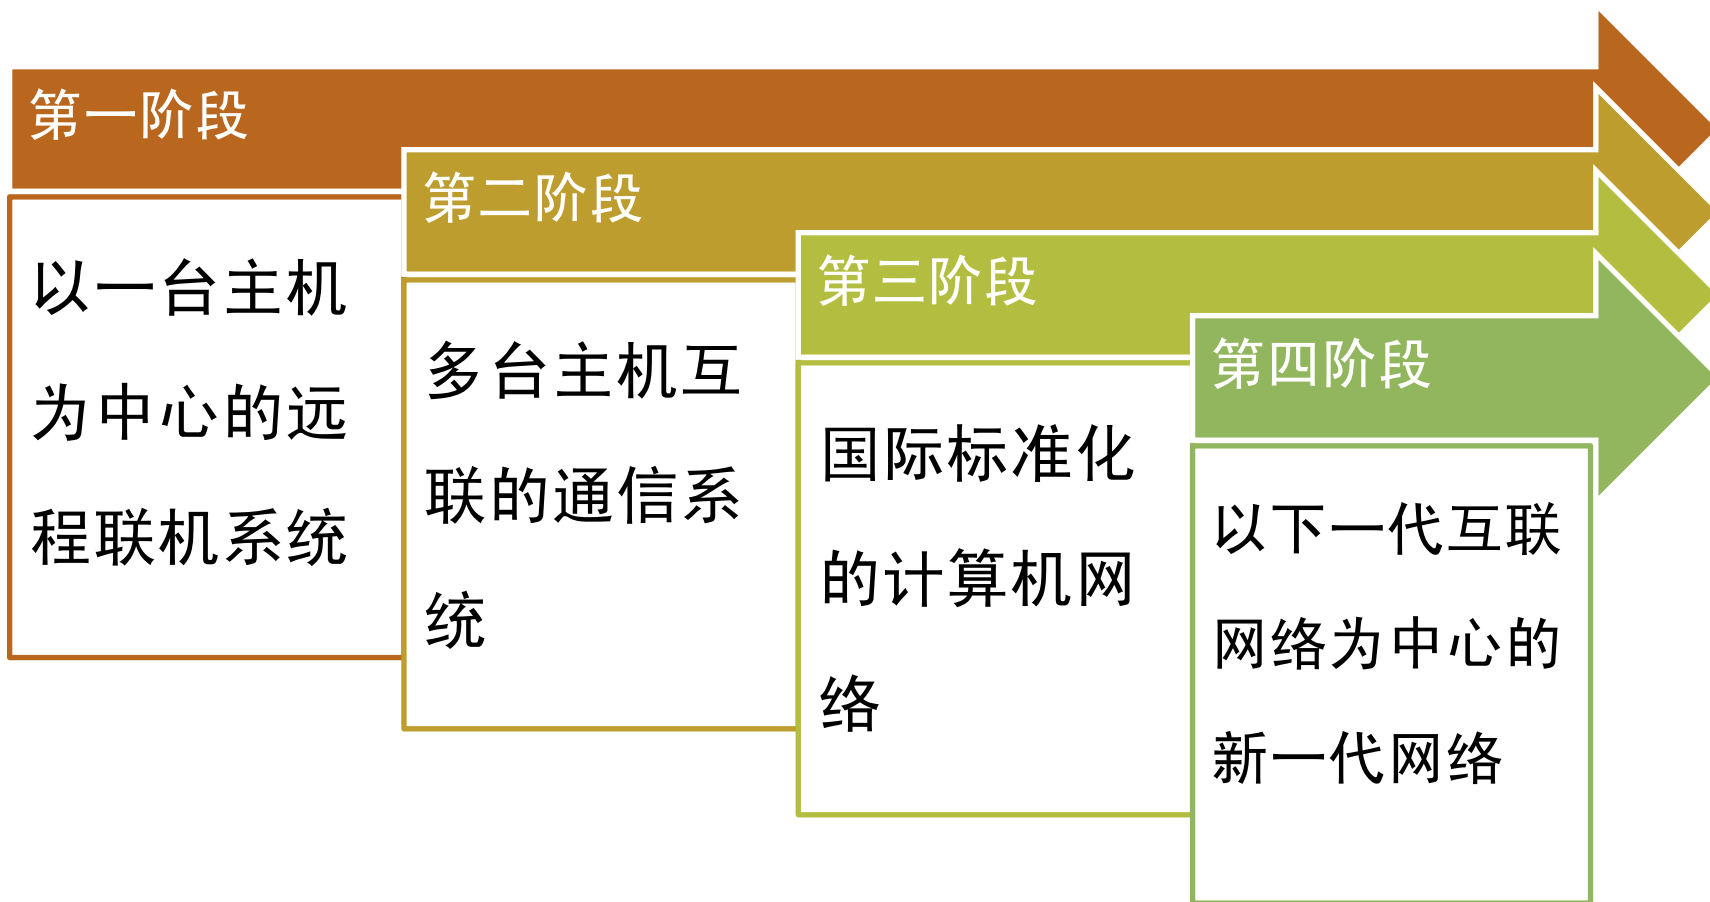 第一阶段
以一台主机
为中心的远
程联机系统
第二阶段
多台主机互
联的通信系
统
第三阶段
国际标准化
的计算机网
络
第四阶段
以下一代互联
网络为中心的
新一代网络